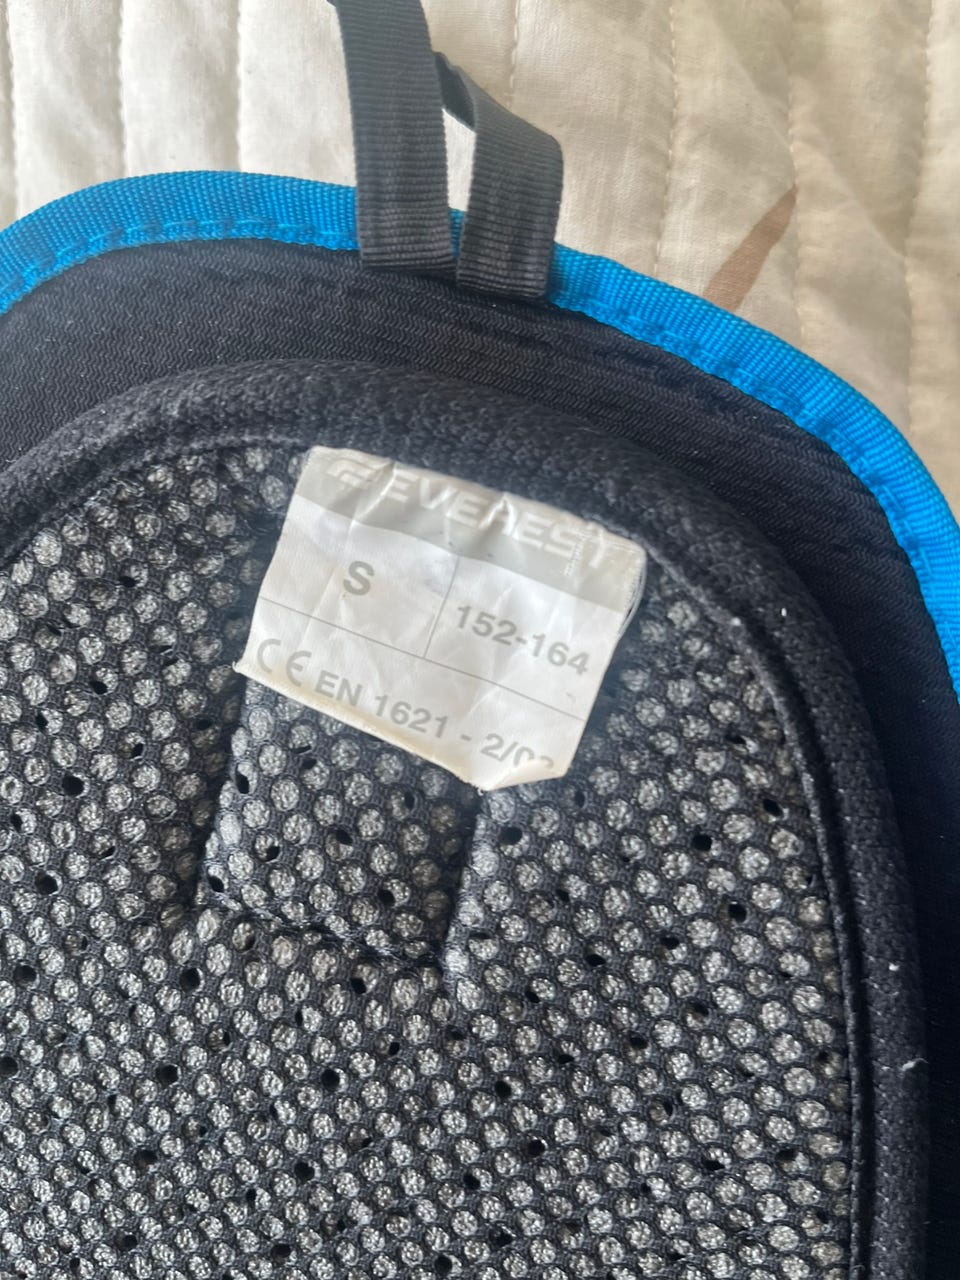 EVEREST
S
152-164
CE EN 1621 - 2/03